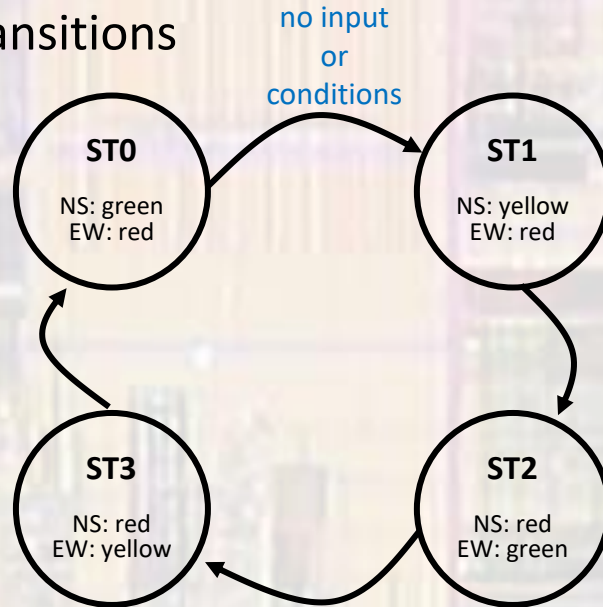 ansitions
no input
or
conditions
ST0
NS: green
EW: red
ST1
NS: yellow
EW: red
ST3
NS: red
EW: yellow
ST2
NS: red
EW: green